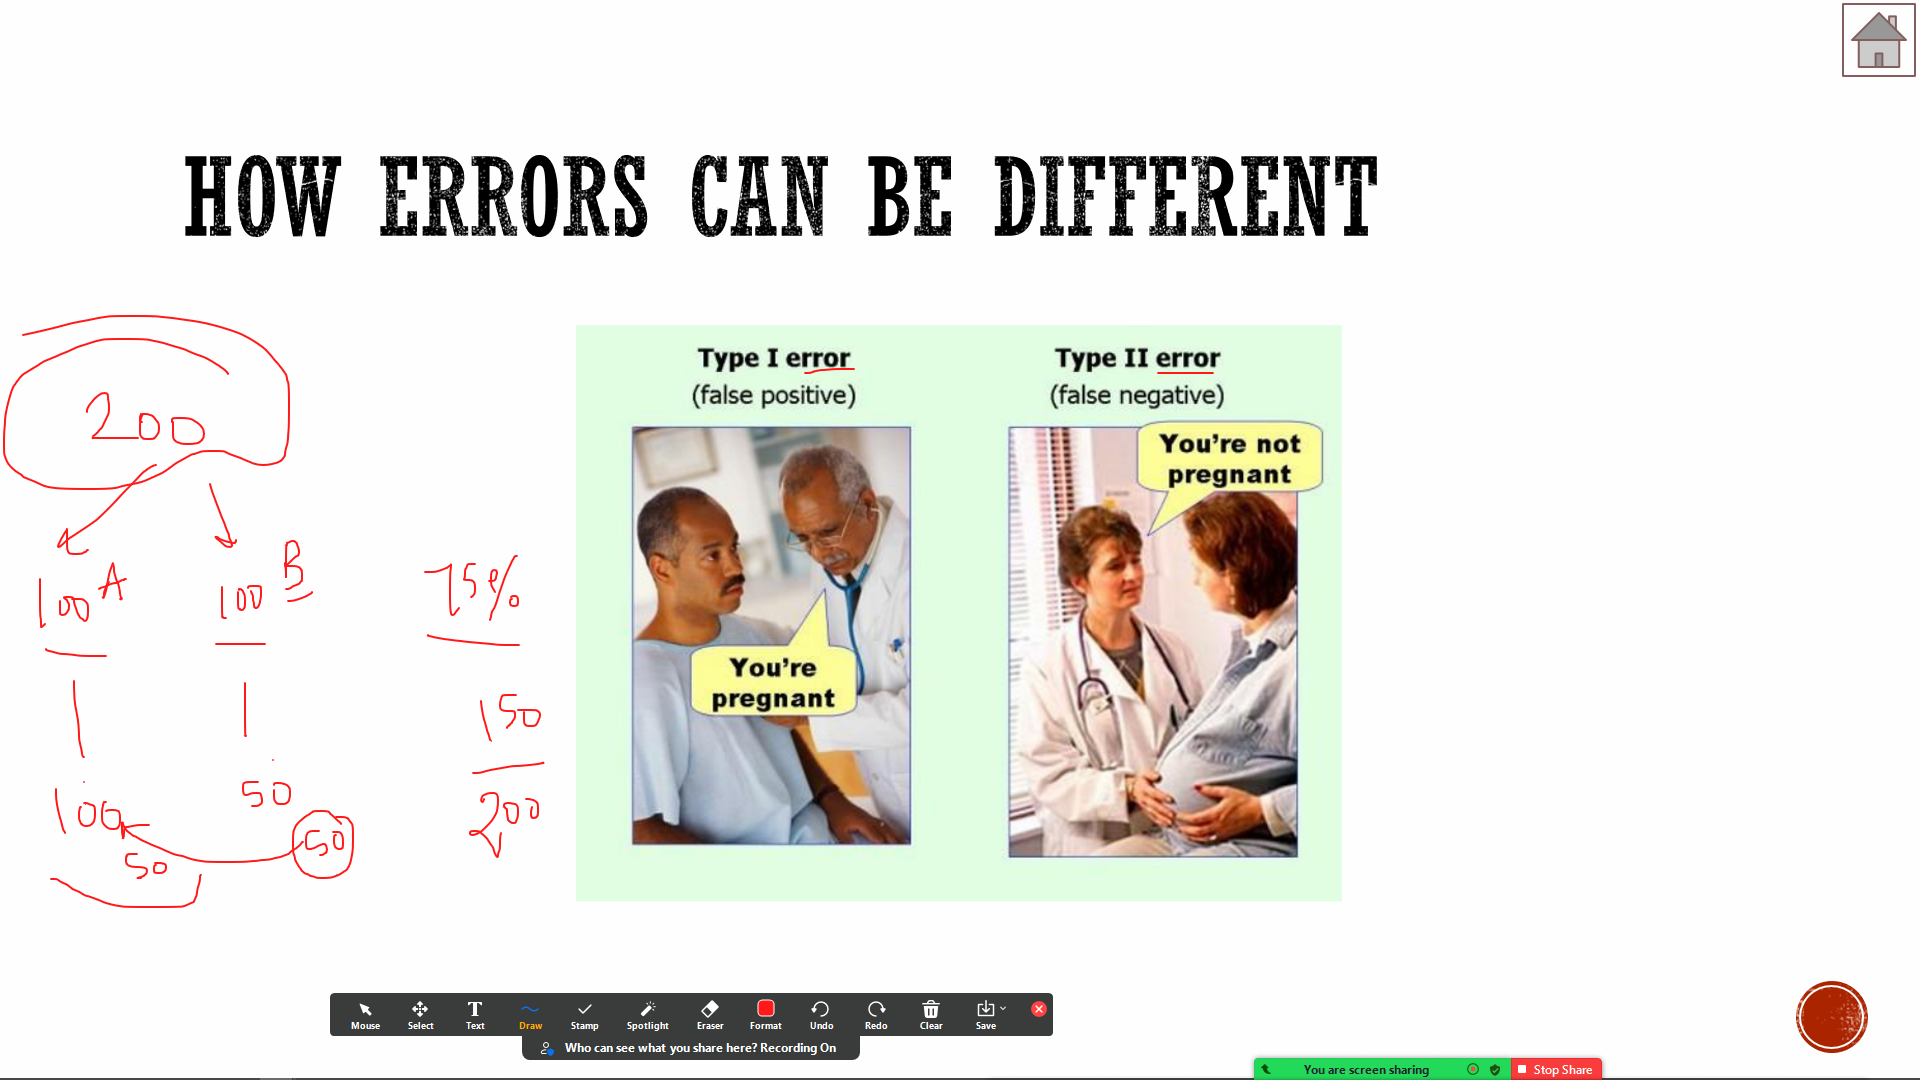 HOW ERRORS CAN BE DIFFERENT
200
100 A
100 B
75%
100
50
50
50
150
200
Type I error
(false positive)
You're
pregnant
Type II error
(false negative)
You're not
pregnant
Mouse
Select
Text
Draw
Stamp
Spotlight
Eraser
Format
Undo
Redo
Clear
Save
Who can see what you share here? Recording On
You are screen sharing
Stop Share